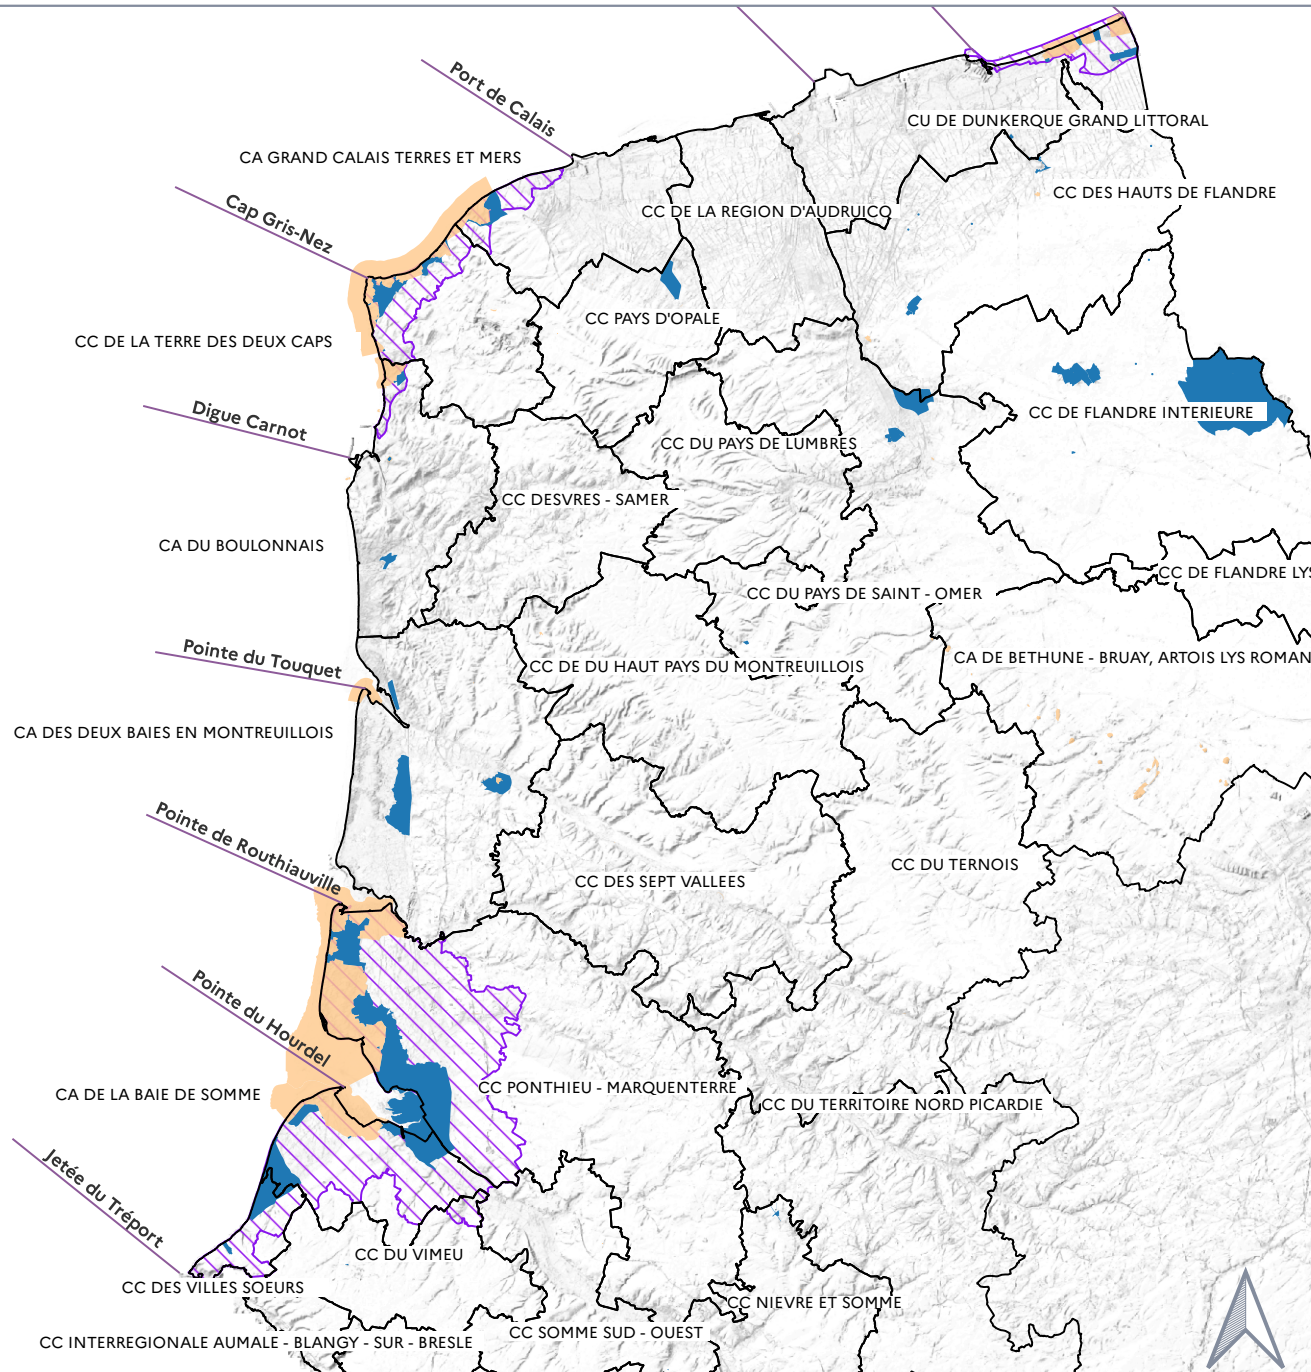 Port de Calais
CU DE DUNKERQUE GRAND LITTORAL
CA GRAND CALAIS TERRES ET MERS
CC DES HAUTS DE FLANDRE
Cap Gris-Nez
CC DE LA REGION D'AUDRUICQ
CC PAYS D'OPALE
CC DE LA TERRE DES DEUX CAPS
Digue Carnot
CC DE FLANDRE INTERIEURE
CC DU PAYS DE LUMBRES
CC DESVRES - SAMER
CA DU BOULONNAIS
CC DE FLANDRE LYS
CC DU PAYS DE SAINT - OMER
Pointe du Touquet
CC DE DU HAUT PAYS DU MONTREUILLOIS
CA DE BETHUNE - BRUAY, ARTOIS LYS ROMAN
CA DES DEUX BAIES EN MONTREUILLOIS
Pointe de Routhiauville
CC DU TERNOIS
CC DES SEPT VALLEES
Pointe du Hourdel
CC PONTHIEU - MARQUENTERRE
CA DE LA BAIE DE SOMME
CC DU TERRITOIRE NORD PICARDIE
Jetée du Tréport
CC DU VIMEU
CC DES VILLES SOEURS
CC NIEVRE ET SOMME
CC SOMME SUD - OUEST
CC INTERREGIONALE AUMALE - BLANGY - SUR - BRESLE